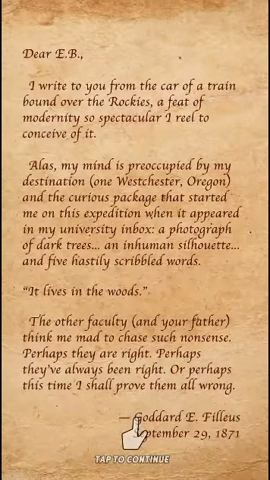 Dear E.B.,
I write to you from the car of a train
bound over the Rockies, a feat of
modernity so spectacular I reel to
conceive of it.
Alas, my mind is preoccupied by my
destination (one Westchester, Oregon)
and the curious package that started
me on this expedition when it appeared
in my university inbox: a photograph
of dark trees... an inhuman silhouette...
and five hastily scribbled words.
"It lives in the woods."
The other faculty (and your father)
think me mad to chase such nonsense.
Perhaps they are right. Perhaps
they've always been right. Or perhaps
this time I shall prove them all wrong.
— Goddard E. Filleus
September 29, 1871
TAP TO CONTINUE